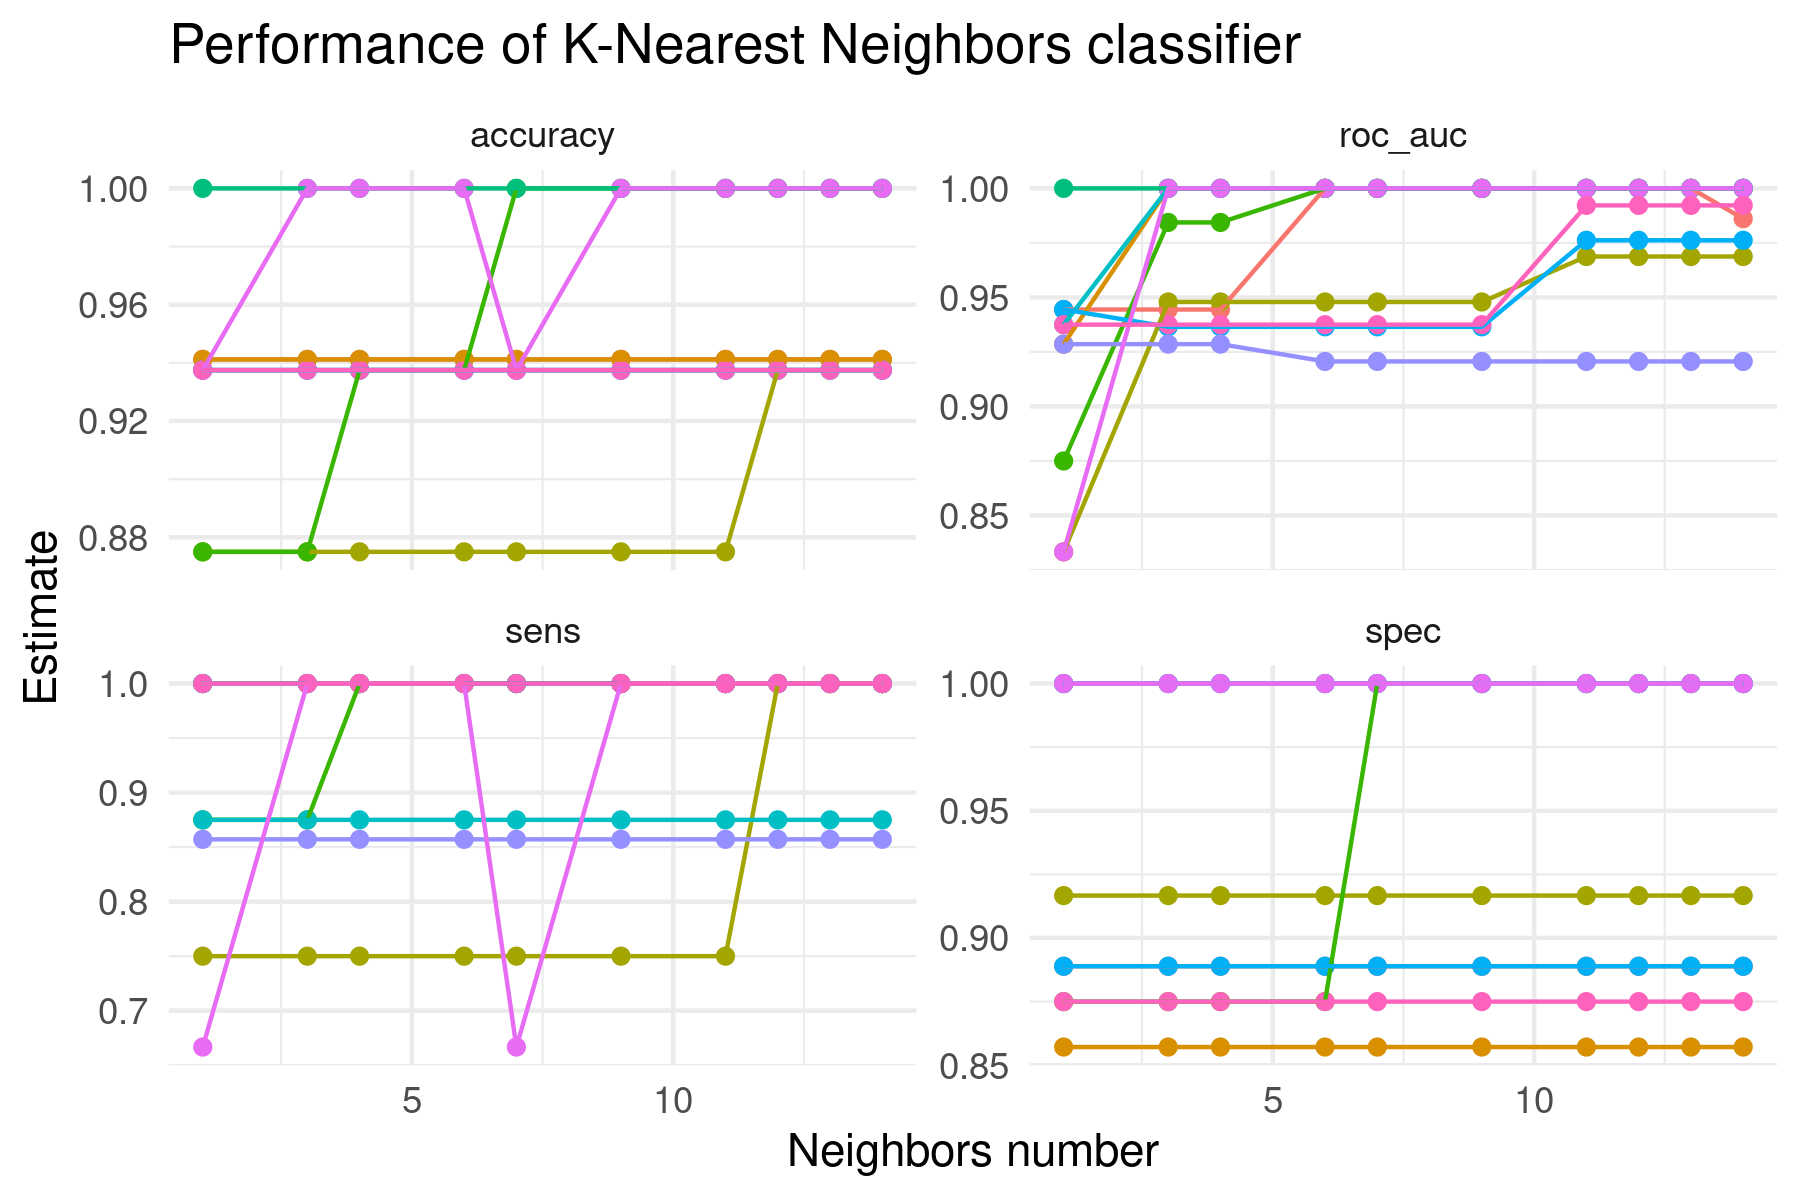 Performance of K-Nearest Neighbors classifier
accuracy
roc_auc
1.00
0.96
0.92
0.88
1.00
0.95
0.90
0.85
sens
spec
1.0
0.9
0.8
0.7
1.00
0.95
0.90
0.85
5
10
5
10
Estimate
Neighbors number